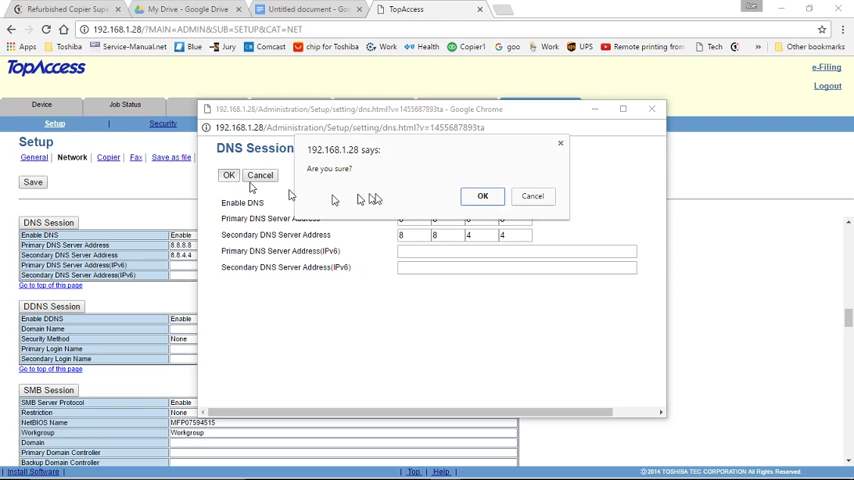 Refurbished Copier Sup
My Drive - Google Drive
Untitled document - Goo
TopAccess
192.168.1.28/?MAIN=ADMIN&SUB=SETUP&CAT=NET
Apps Toshiba Service-Manual.net Blue Jury Comcast chip for Toshiba Work Health Copier1 goo Work UPS Remote printing from Tech » Other bookmarks
TopAccess
e-Filing
Logout
Device Job Status
Setup | Security
Setup
General | Network | Copier | Fax | Save as file |
Save
DNS Session
Enable DNS Enable
Primary DNS Server Address 8.8.8.8
Secondary DNS Server Address 8.8.4.4
Primary DNS Server Address(IPv6)
Secondary DNS Server Address(IPv6)
Go to top of this page
DDNS Session
Enable DDNS Enable
Domain Name
Security Method None
Primary Login Name
Secondary Login Name
Go to top of this page
SMB Session
SMB Server Protocol Enable
Restriction None
NetBIOS Name MFP07594515
Workgroup Workgroup
Domain
Primary Domain Controller
Backup Domain Controller
192.168.1.28/Administration/Setup/setting/dns.html?v=1455687893ta - Google Chrome
192.168.1.28/Administration/Setup/setting/dns.html?v=1455687893ta
DNS Session
OK Cancel
Enable DNS
Primary DNS Server Address
Secondary DNS Server Address 8 8 4 4
Primary DNS Server Address(IPv6)
Secondary DNS Server Address(IPv6)
192.168.1.28 says:
Are you sure?
OK Cancel
| Install Software | | Top | Help |
©2014 TOSHIBA TEC CORPORATION All Rights Reserved.